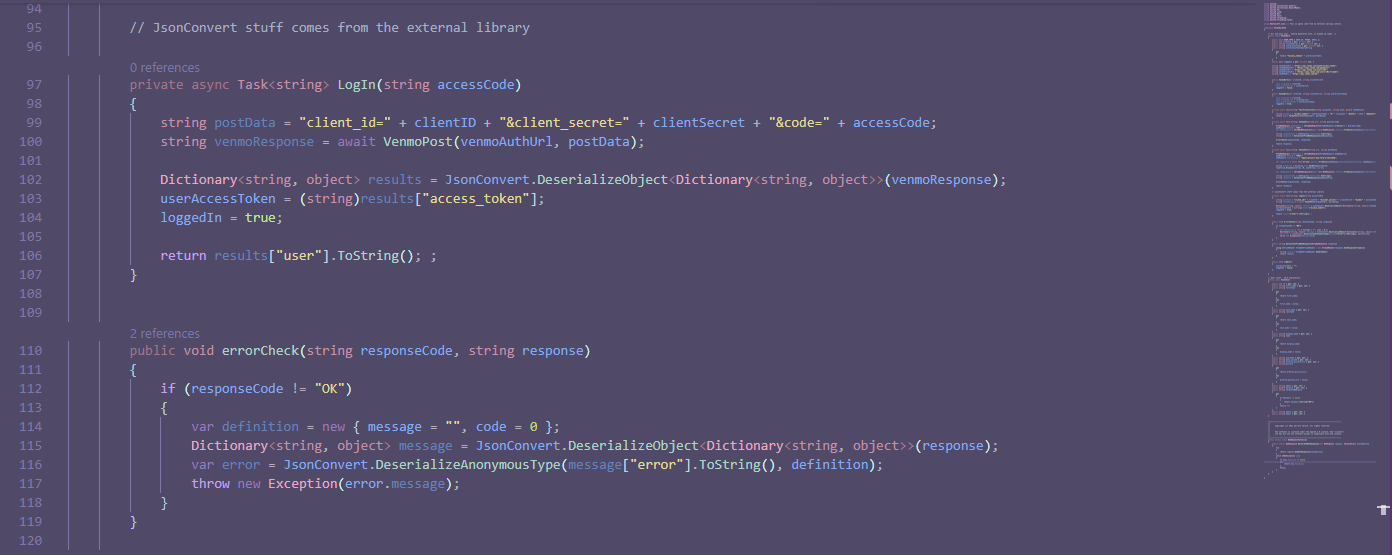 94
95 // JsonConvert stuff comes from the external library
96
0 references
97 private async Task<string> LogIn(string accessCode)
98 {
99 string postData = "client_id=" + clientID + "&client_secret=" + clientSecret + "&code=" + accessCode;
100 string venmoResponse = await VenmoPost(venmoAuthUrl, postData);
101
102 Dictionary<string, object> results = JsonConvert.DeserializeObject<Dictionary<string, object>>(venmoResponse);
103 userAccessToken = (string)results["access_token"];
104 loggedIn = true;
105
106 return results["user"].ToString(); ;
107 }
108
109
2 references
110 public void errorCheck(string responseCode, string response)
111 {
112 if (responseCode != "OK")
113 {
114 var definition = new { message = "", code = 0 };
115 Dictionary<string, object> message = JsonConvert.DeserializeObject<Dictionary<string, object>>(response);
116 var error = JsonConvert.DeserializeAnonymousType(message["error"].ToString(), definition);
117 throw new Exception(error.message);
118 }
119 }
120